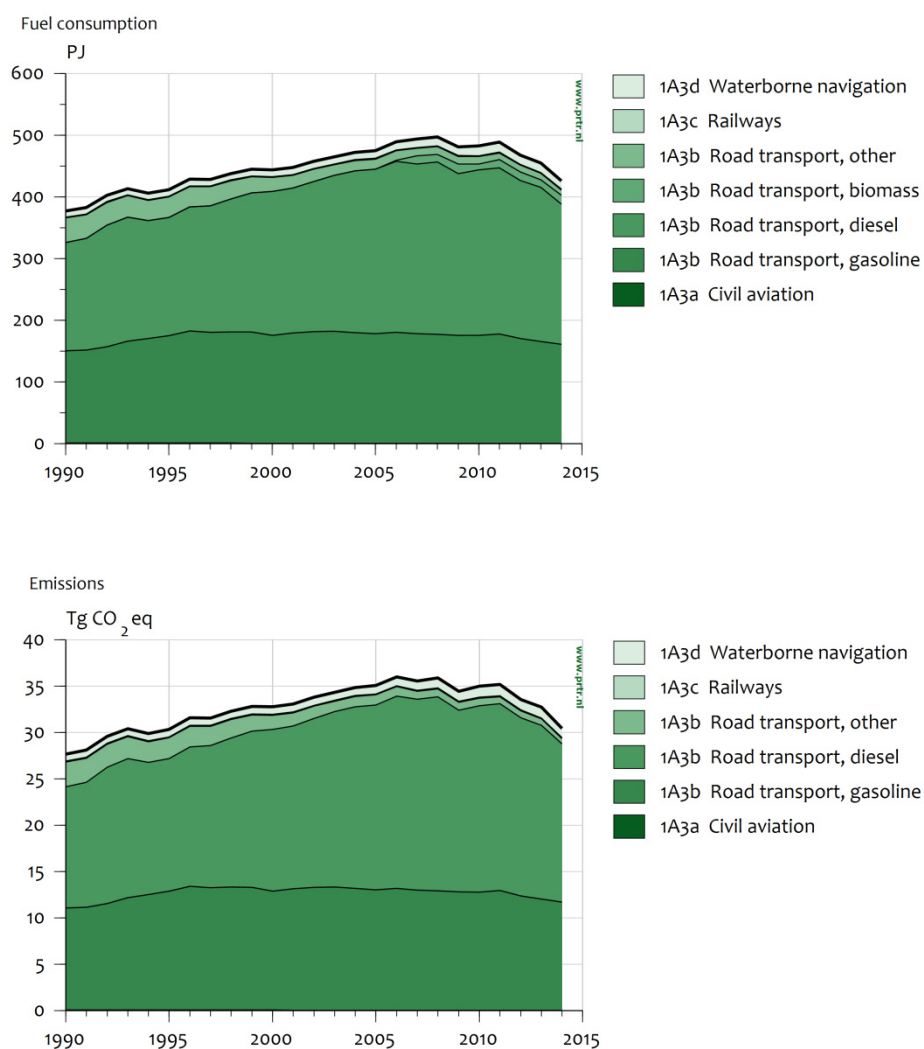 Fuel consumption
PJ
600
500
400
300
200
100
0
1990 1995 2000 2005 2010 2015
www.prtr.nl
1A3d Waterborne navigation
1A3c Railways
1A3b Road transport, other
1A3b Road transport, biomass
1A3b Road transport, diesel
1A3b Road transport, gasoline
1A3a Civil aviation
Emissions
Tg CO2 eq
40
35
30
25
20
15
10
5
0
1990 1995 2000 2005 2010 2015
www.prtr.nl
1A3d Waterborne navigation
1A3c Railways
1A3b Road transport, other
1A3b Road transport, diesel
1A3b Road transport, gasoline
1A3a Civil aviation